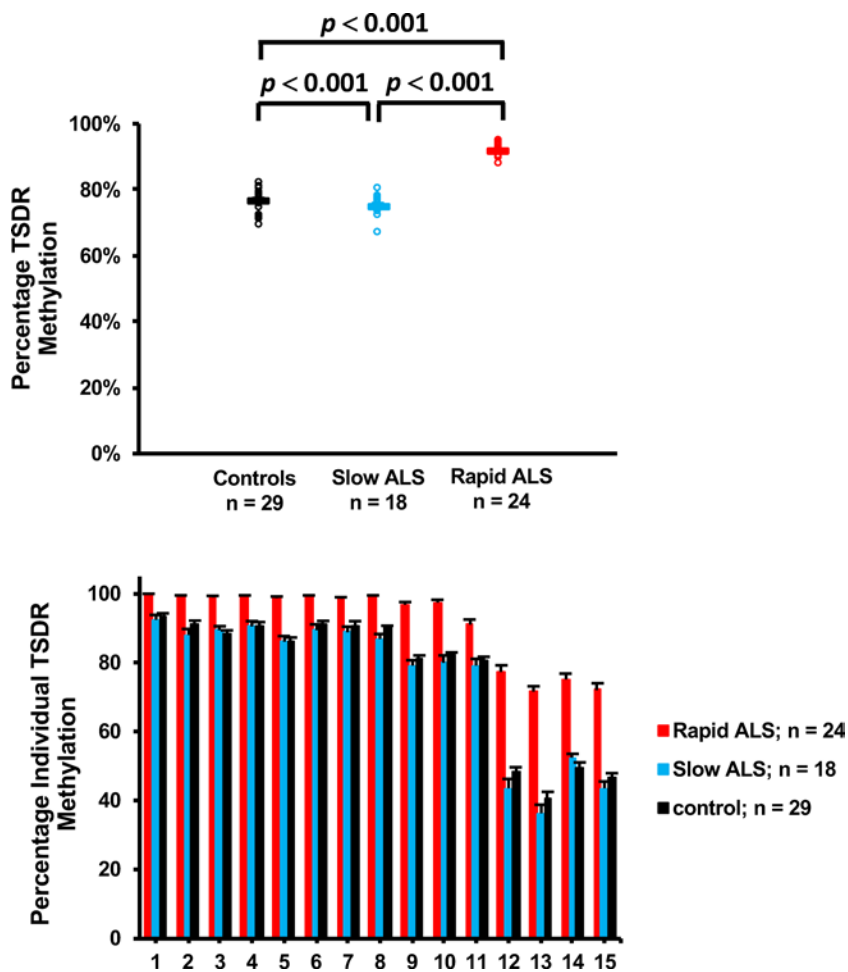 p < 0.001
p < 0.001 p < 0.001
Percentage TSDR
Methylation
100%
80%
60%
40%
20%
0%
Controls
n = 29
Slow ALS
n = 18
Rapid ALS
n = 24
Percentage Individual TSDR
Methylation
100
80
60
40
20
0
1 2 3 4 5 6 7 8 9 10 11 12 13 14 15
Rapid ALS; n = 24
Slow ALS; n = 18
control; n = 29